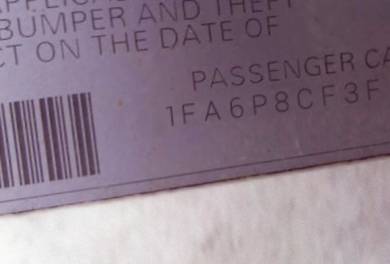 BUMPER AND THEFT
CT ON THE DATE OF
PASSENGER CA
1FA6P8CF3F